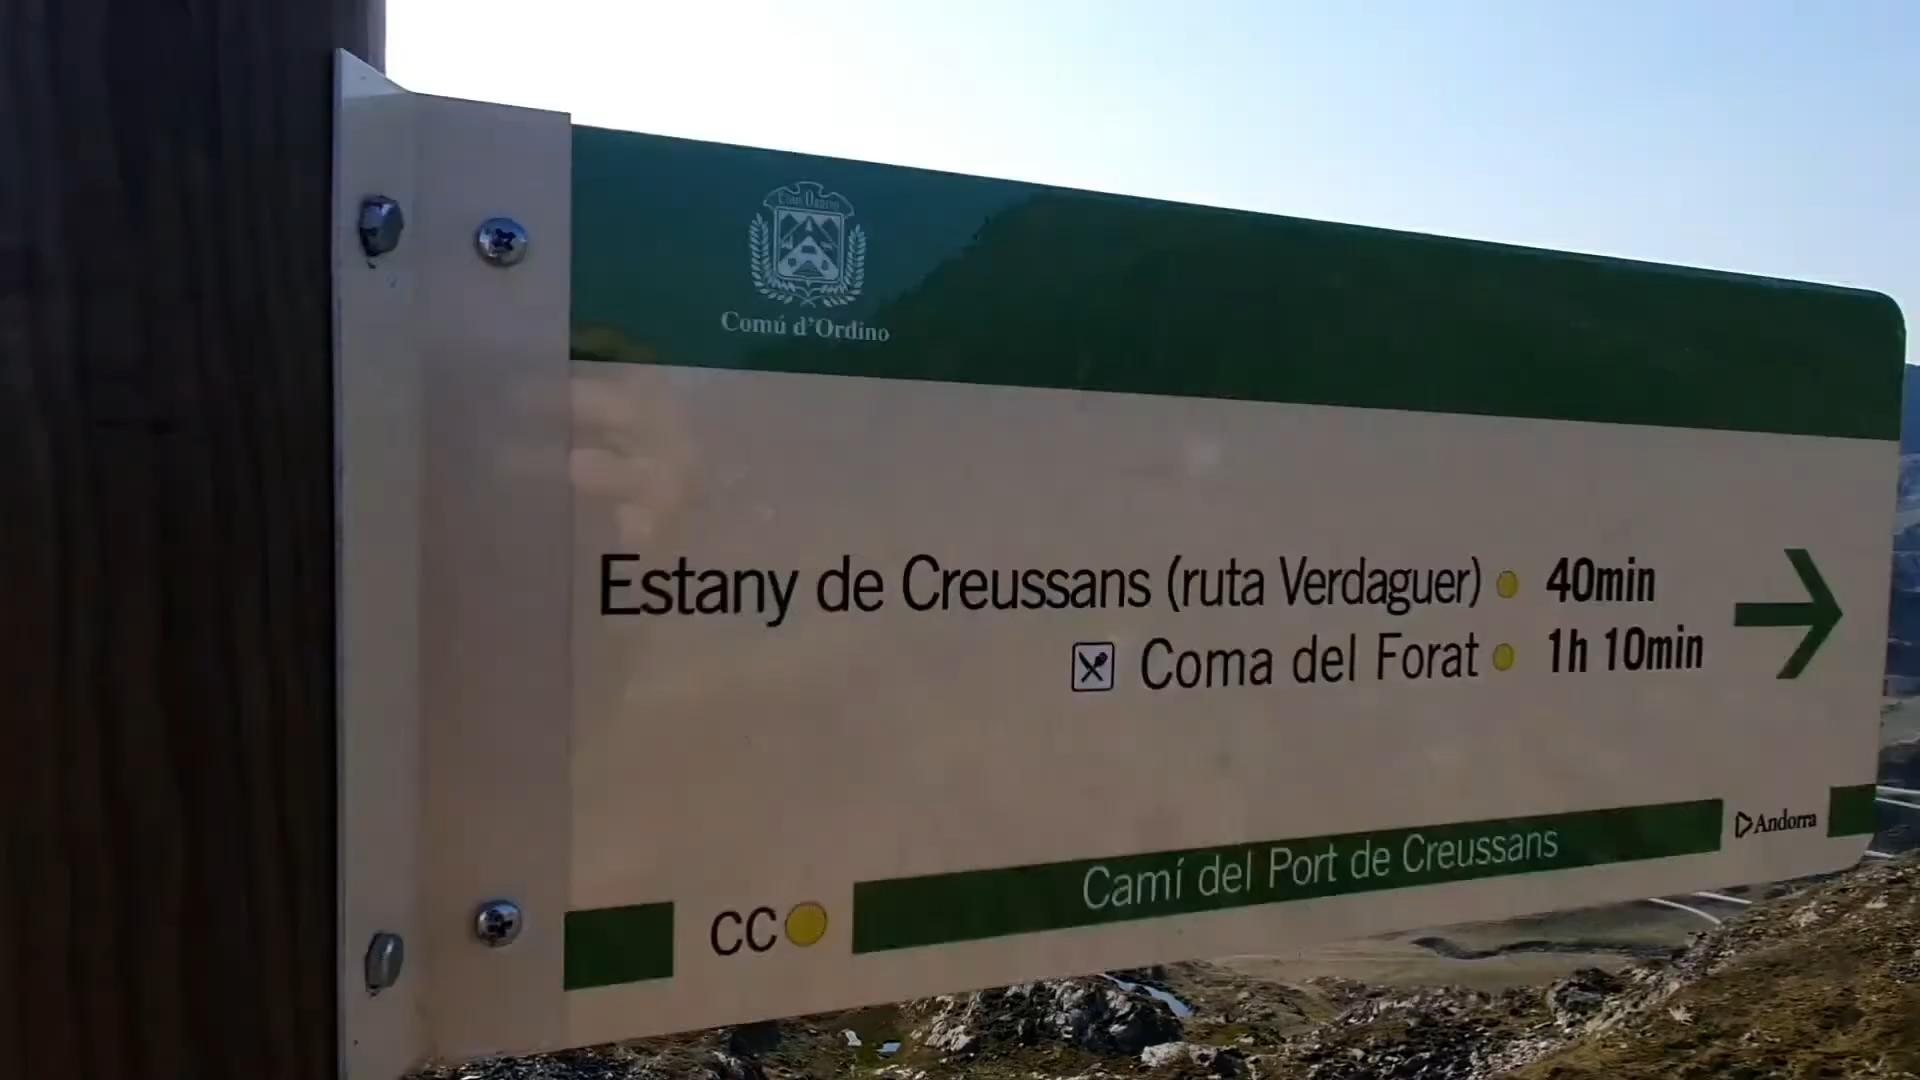 Comú d'Ordino
Estany de Creussans (ruta Verdaguer) 40min
Coma del Forat 1h 10min
CC Camí del Port de Creussans Andorra